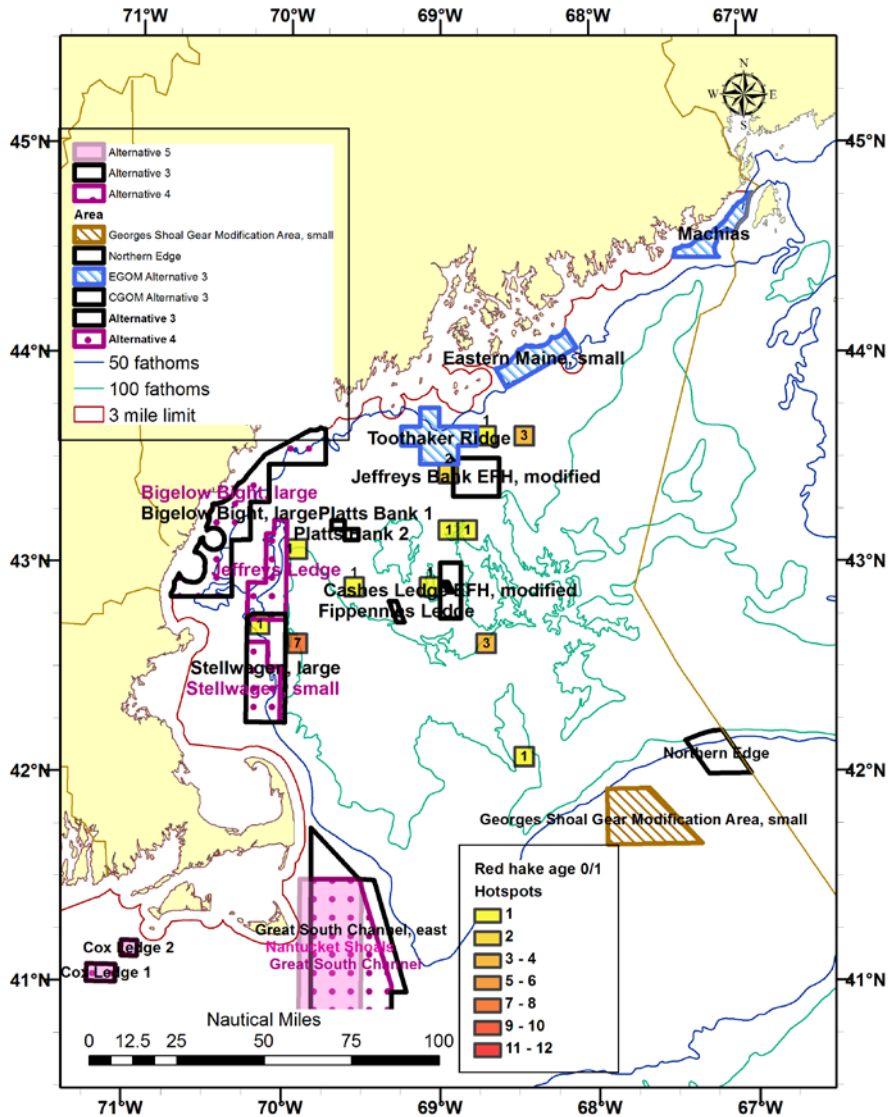 71°W 70°W 69°W 68°W 67°W
N
W E
S
45°N 45°N
Alternative 5
Alternative 3
Alternative 4
Area
Georges Shoal Gear Modification Area, small
Northern Edge
EGOM Alternative 3
CGOM Alternative 3
Alternative 3
Alternative 4
50 fathoms
100 fathoms
3 mile limit
Machias
44°N 44°N
Eastern Maine, small
1
3
Toothaker Ridge
2
Jeffreys Bank EFH, modified
Bigelow Bight, large
Bigelow Bight, large
Platts Bank 1
Platts Bank 2
1 1
43°N 43°N
1
Jeffreys Ledge
1 1
Cashes Ledge EFH, modified
Fippennies Ledge
1
7
3
Stellwagen, large
Stellwagen, small
1
42°N 42°N
Northern Edge
Georges Shoal Gear Modification Area, small
Red hake age 0/1
Hotspots
1
2
3 - 4
5 - 6
7 - 8
9 - 10
11 - 12
Great South Channel, east
Nantucket Shoals
Great South Channel
Cox Ledge 2
Cox Ledge 1
41°N 41°N
Nautical Miles
0 12.5 25 50 75 100
71°W 70°W 69°W 68°W 67°W